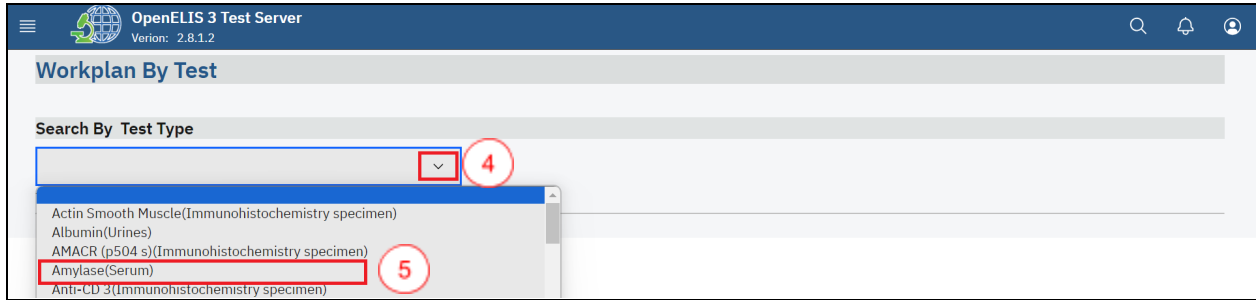 OpenELIS 3 Test Server
Verion: 2.8.1.2
Workplan By Test
Search By Test Type
4
Actin Smooth Muscle(Immunohistochemistry specimen)
Albumin(Urines)
AMACR (p504 s)(Immunohistochemistry specimen)
Amylase(Serum)
5
Anti-CD 3(Immunohistochemistry specimen)